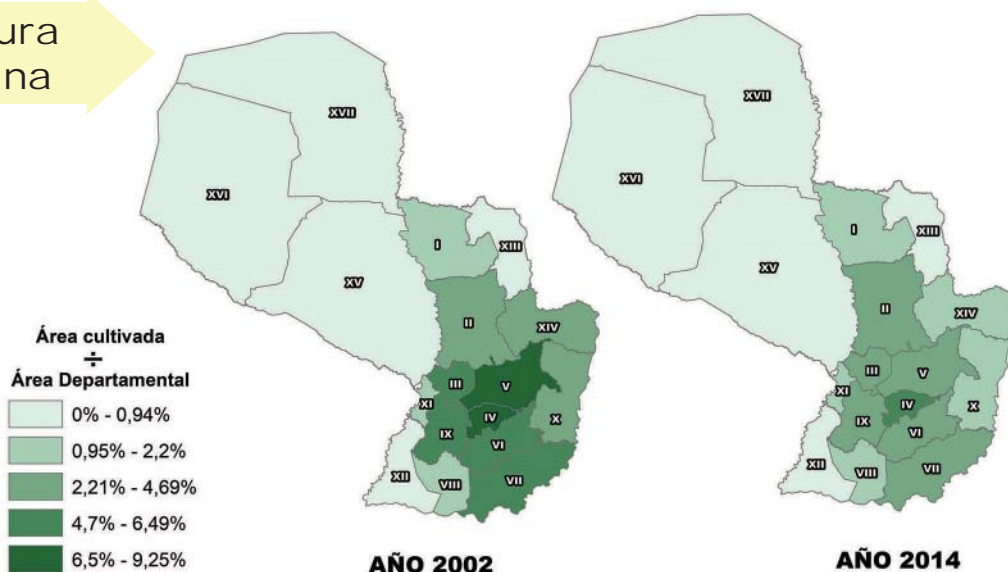 ura
na
XVII
XVI
XV
I
XIII
II
XIV
III
V
XI
IV
IX
X
VI
XII
VIII
VII
XVII
XVI
XV
I
XIII
II
XIV
III
V
XI
IV
IX
X
VI
XII
VIII
VII
Área cultivada
÷
Área Departamental
0% - 0,94%
0,95% - 2,2%
2,21% - 4,69%
4,7% - 6,49%
6,5% - 9,25%
AÑO 2002
AÑO 2014